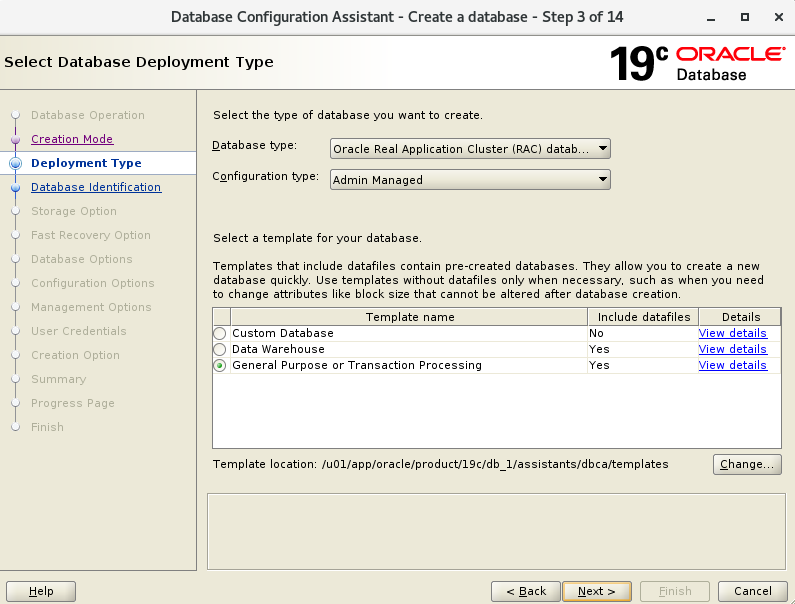 Database Configuration Assistant - Create a database - Step 3 of 14
Select Database Deployment Type
19c ORACLE
Database
Database Operation
Creation Mode
Deployment Type
Database Identification
Storage Option
Fast Recovery Option
Database Options
Configuration Options
Management Options
User Credentials
Creation Option
Summary
Progress Page
Finish
Select the type of database you want to create.
Database type: Oracle Real Application Cluster (RAC) datab...
Configuration type: Admin Managed
Select a template for your database.
Templates that include datafiles contain pre-created databases. They allow you to create a new
database quickly. Use templates without datafiles only when necessary, such as when you need
to change attributes like block size that cannot be altered after database creation.
Template name Include datafiles Details
Custom Database No View details
Data Warehouse Yes View details
General Purpose or Transaction Processing Yes View details
Template location: /u01/app/oracle/product/19c/db_1/assistants/dbca/templates Change...
Help < Back Next > Finish Cancel